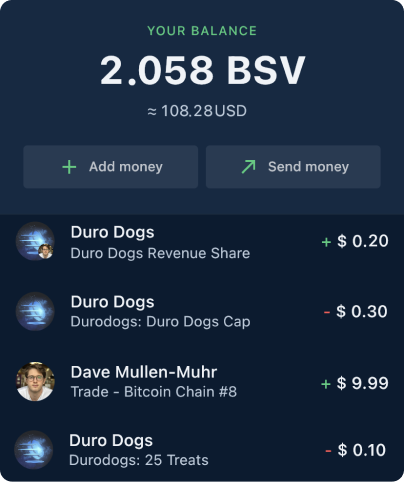 YOUR BALANCE
2.058 BSV
≈ 108.28 USD
+ Add money
Send money
Duro Dogs
Duro Dogs Revenue Share
+ $ 0.20
Duro Dogs
Durodogs: Duro Dogs Cap
- $ 0.30
Dave Mullen-Muhr
Trade - Bitcoin Chain #8
+ $ 9.99
Duro Dogs
Durodogs: 25 Treats
- $ 0.10